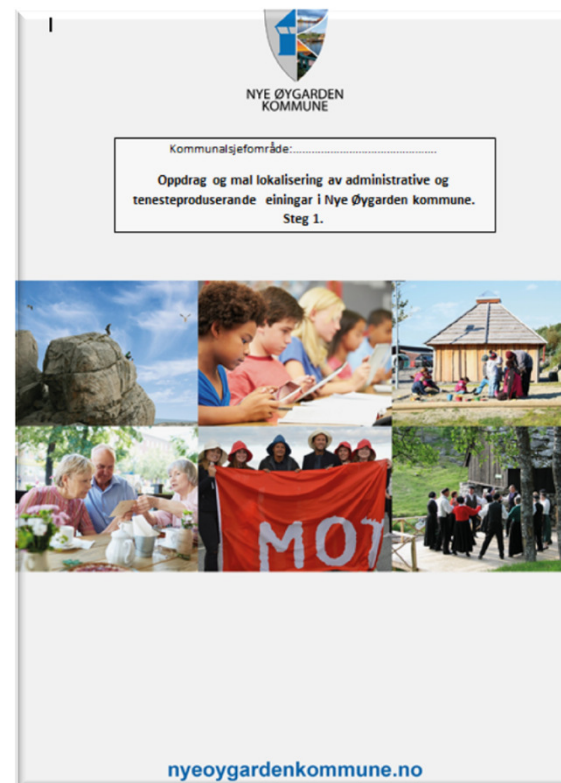 NYE ØYGARDEN
KOMMUNE
Kommunalsjefområde:................................................
Oppdrag og mal lokalisering av administrative og
tenesteproduserande einingar i Nye Øygarden kommune.
Steg 1.
MOT
nyeoygardenkommune.no